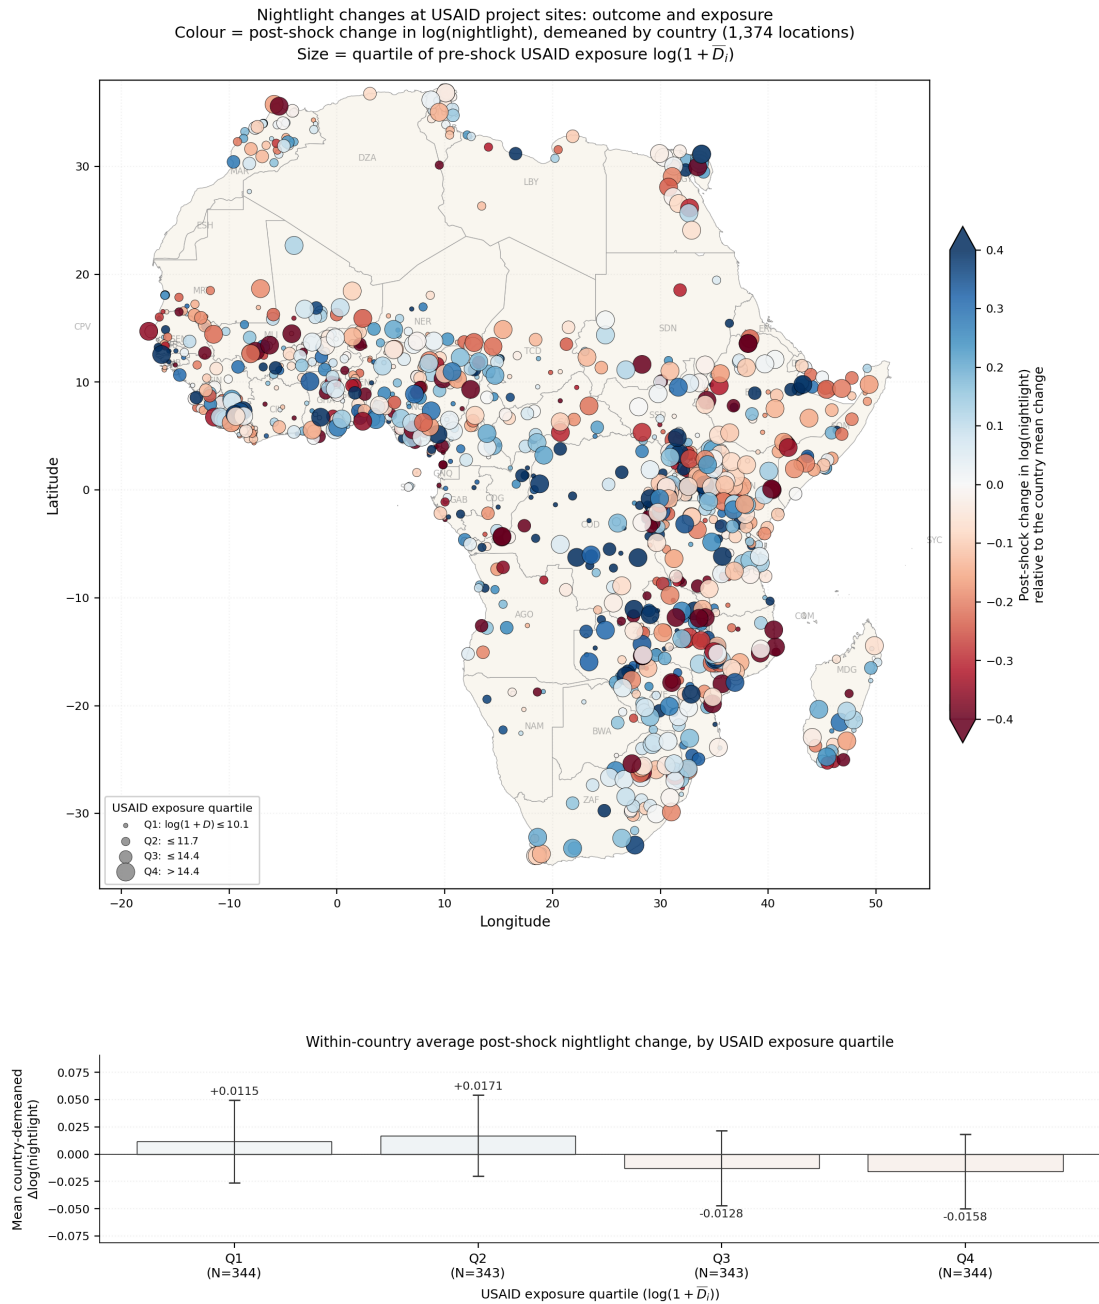 Nightlight changes at USAID project sites: outcome and exposure
Colour = post-shock change in log(nightlight), demeaned by country (1,374 locations)
Size = quartile of pre-shock USAID exposure log(1 + D̅ᵢ)
Latitude
30
20
10
0
−10
−20
−30
DZA
LBY
MAR
ESH
CPV
NER
TCD
SDN
GAB
COG
COD
SYC
AGO
MDG
NAM
BWA
ZAF
USAID exposure quartile
Q1: log(1 + D) ≤ 10.1
Q2: ≤ 11.7
Q3: ≤ 14.4
Q4: > 14.4
−20
−10
0
10
20
30
40
50
Longitude
0.4
0.3
0.2
0.1
0.0
−0.1
−0.2
−0.3
−0.4
Post-shock change in log(nightlight)
relative to the country mean change
Within-country average post-shock nightlight change, by USAID exposure quartile
Mean country-demeaned
Δlog(nightlight)
0.075
0.050
0.025
0.000
−0.025
−0.050
−0.075
+0.0115
+0.0171
-0.0128
-0.0158
Q1
(N=344)
Q2
(N=343)
Q3
(N=343)
Q4
(N=344)
USAID exposure quartile (log(1 + D̅ᵢ))